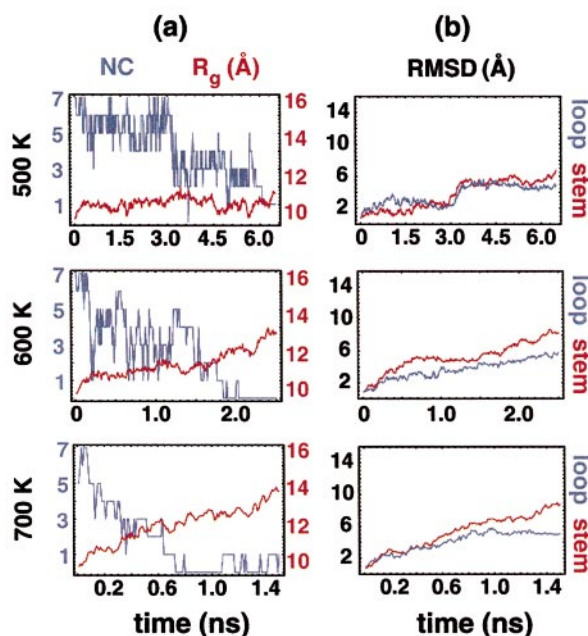 (a) (b)
NC Rg (Å) RMSD (Å)
500 K
7 5 3 1
16 14 12 10
0 1.5 3.0 4.5 6.0
14 10 6 2
0 1.5 3.0 4.5 6.0
loop stem
600 K
7 5 3 1
16 14 12 10
0 1.0 2.0
14 10 6 2
0 1.0 2.0
loop stem
700 K
7 5 3 1
16 14 12 10
0.2 0.6 1.0 1.4
14 10 6 2
0.2 0.6 1.0 1.4
loop stem
time (ns) time (ns)